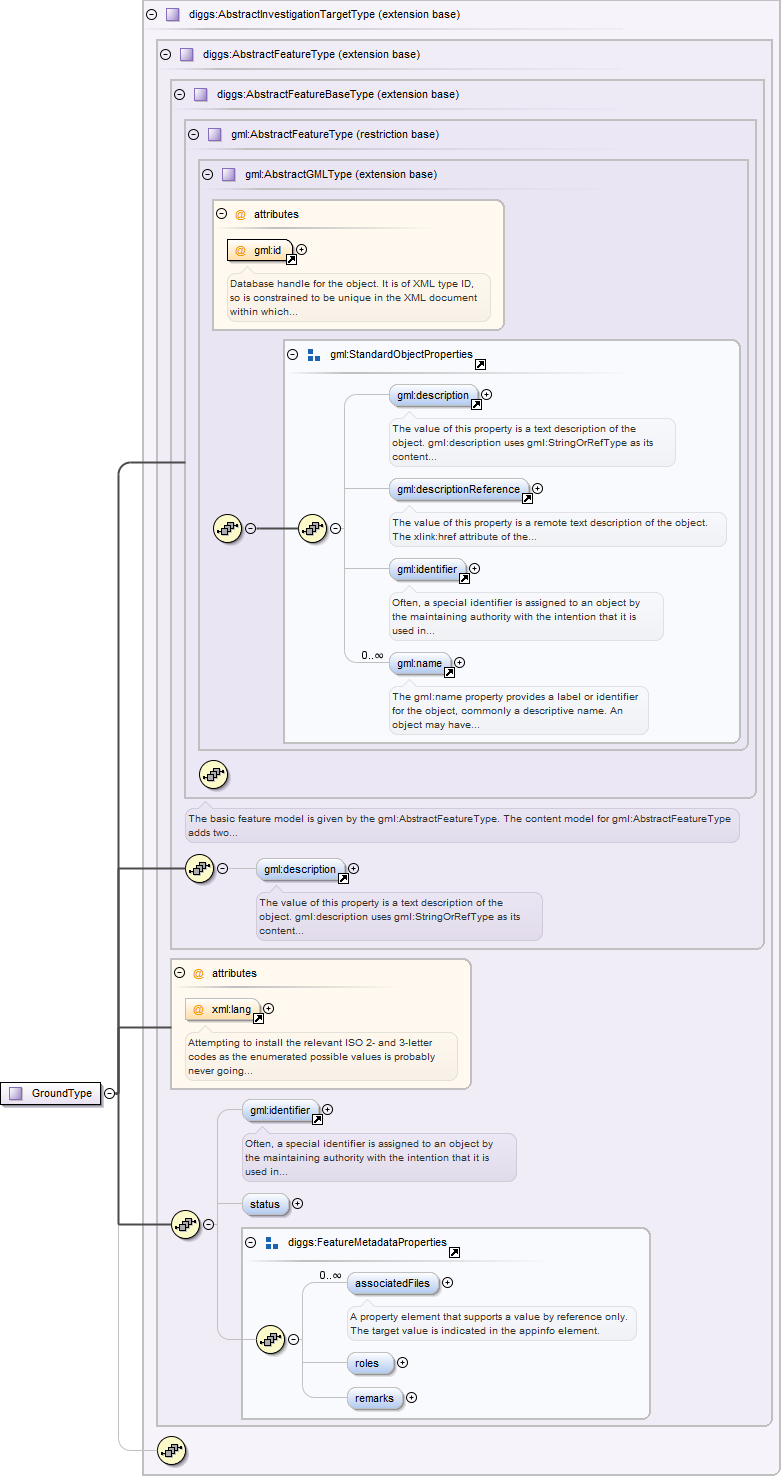 diggs:AbstractInvestigationTargetType (extension base)
diggs:AbstractFeatureType (extension base)
diggs:AbstractFeatureBaseType (extension base)
gml:AbstractFeatureType (restriction base)
gml:AbstractGMLType (extension base)
@ attributes
@ gml:id
Database handle for the object. It is of XML type ID,
so is constrained to be unique in the XML document
within which...
gml:StandardObjectProperties
gml:description
The value of this property is a text description of the
object. gml:description uses gml:StringOrRefType as its
content...
gml:descriptionReference
The value of this property is a remote text description of the object.
The xlink:href attribute of the...
gml:identifier
Often, a special identifier is assigned to an object by
the maintaining authority with the intention that it is
used in...
0..∞
gml:name
The gml:name property provides a label or identifier
for the object, commonly a descriptive name. An
object may have...
The basic feature model is given by the gml:AbstractFeatureType. The content model for gml:AbstractFeatureType
adds two...
gml:description
The value of this property is a text description of the
object. gml:description uses gml:StringOrRefType as its
content...
@ attributes
@ xml:lang
Attempting to install the relevant ISO 2- and 3-letter
codes as the enumerated possible values is probably
never going...
GroundType
gml:identifier
Often, a special identifier is assigned to an object by
the maintaining authority with the intention that it is
used in...
status
diggs:FeatureMetadataProperties
0..∞
associatedFiles
A property element that supports a value by reference only.
The target value is indicated in the appinfo element.
roles
remarks